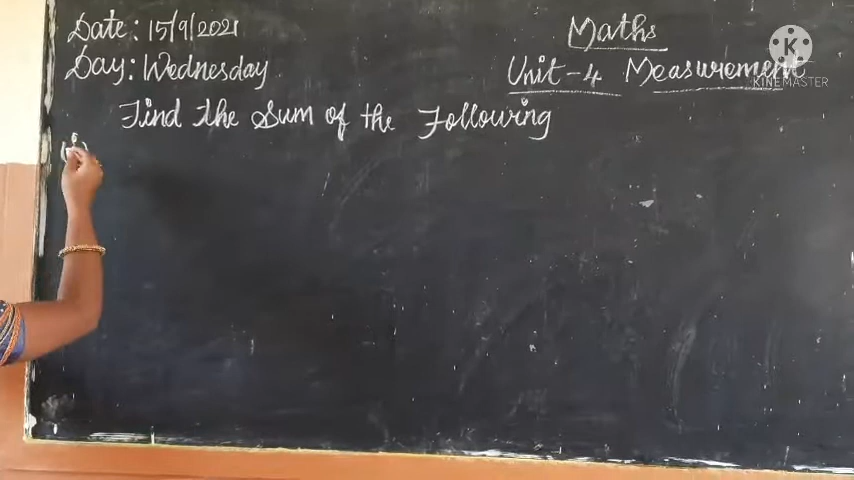 Date: 15/9/2021
Maths
Day: Wednesday
Unit-4 Measurement
Find the Sum of the Following
KINEMASTER